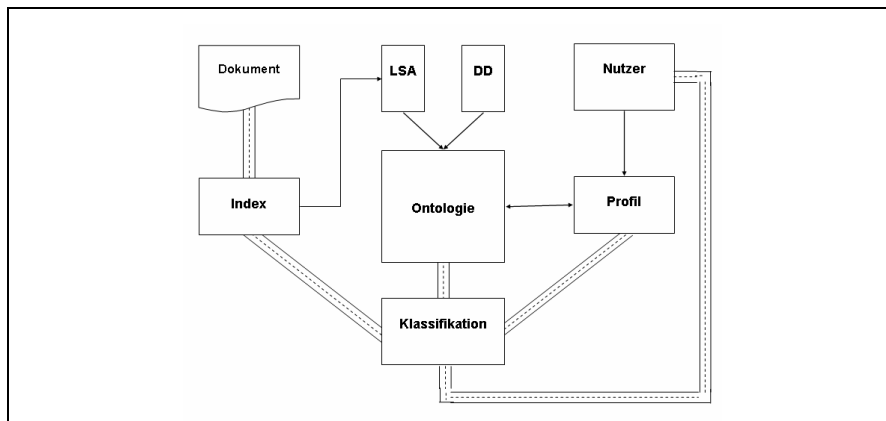 Dokument
LSA
DD
Nutzer
Index
Ontologie
Profil
Klassifikation